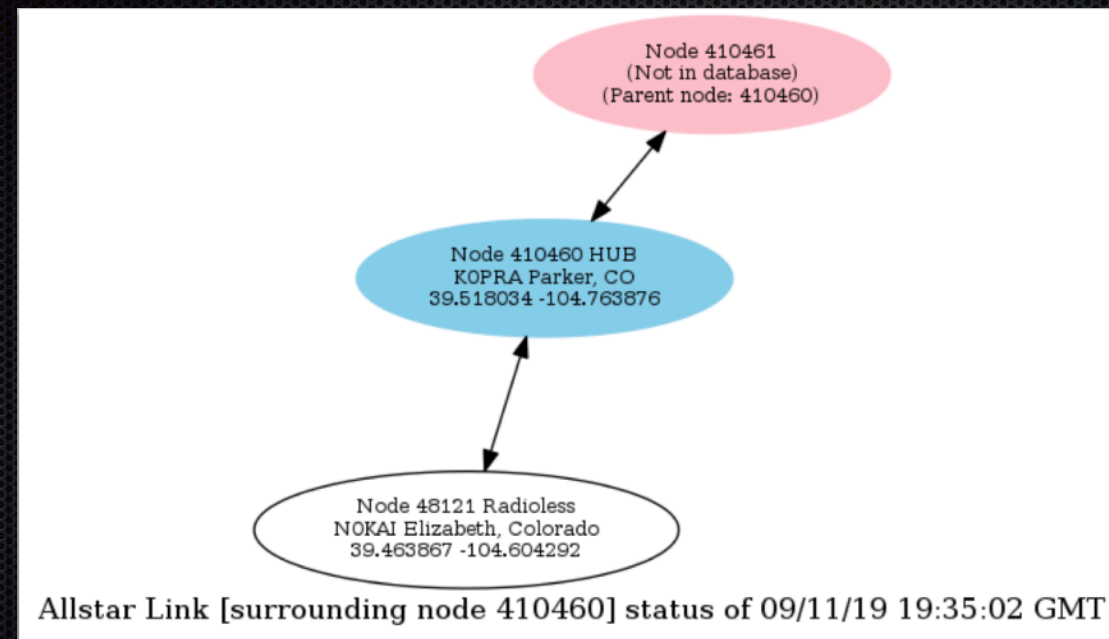 Node 410461
(Not in database)
(Parent node: 410460)
Node 410460 HUB
K0PRA Parker, CO
39.518034 -104.763876
Node 48121 Radioless
N0KAI Elizabeth, Colorado
39.463867 -104.604292
Allstar Link [surrounding node 410460] status of 09/11/19 19:35:02 GMT